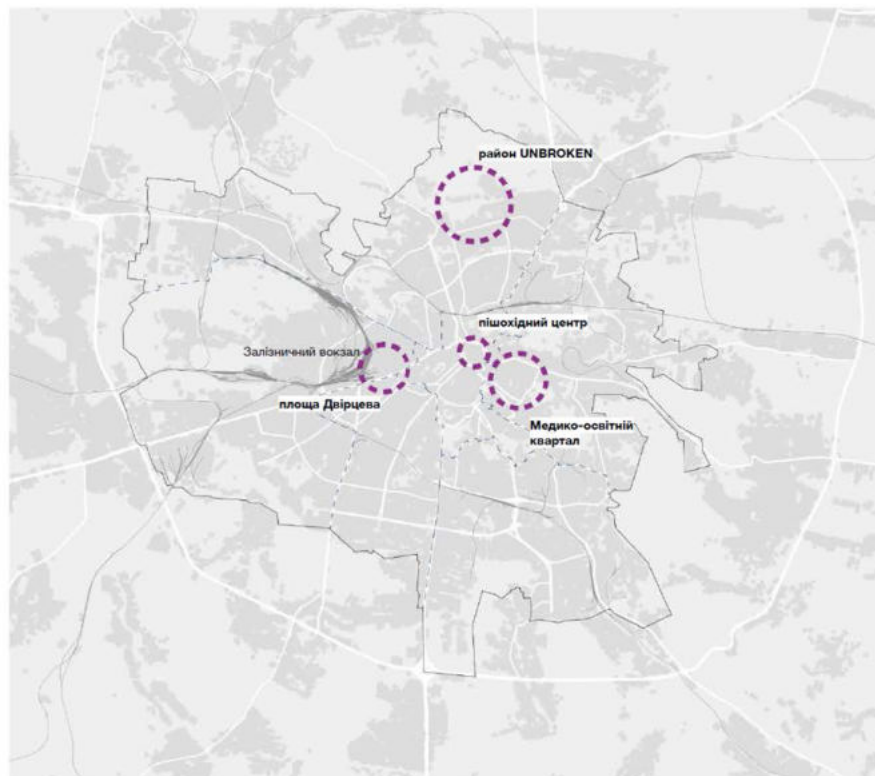 район UNBROKEN
пішохідний центр
Залізничний вокзал
площа Двірцева
Медико-освітній
квартал